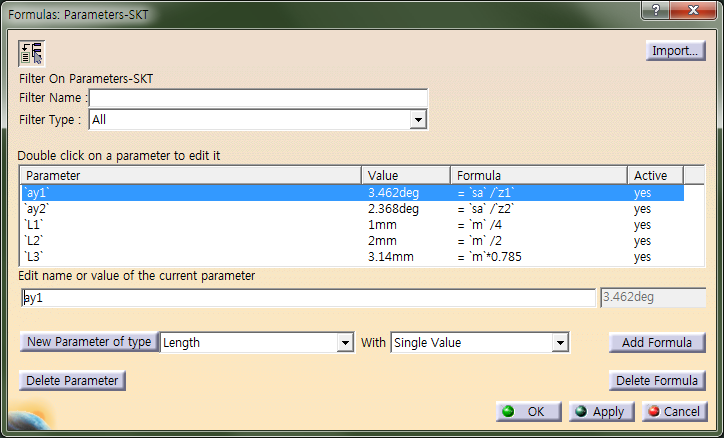 Formulas: Parameters-SKT
?
Import...
Filter On Parameters-SKT
Filter Name :
Filter Type : All
Double click on a parameter to edit it
Parameter Value Formula Active
`ay1` 3.462deg = `sa` /`z1` yes
`ay2` 2.368deg = `sa` /`z2` yes
`L1` 1mm = `m` /4 yes
`L2` 2mm = `m` /2 yes
`L3` 3.14mm = `m`*0.785 yes
Edit name or value of the current parameter
ay1 3.462deg
New Parameter of type Length With Single Value Add Formula
Delete Parameter Delete Formula
OK Apply Cancel